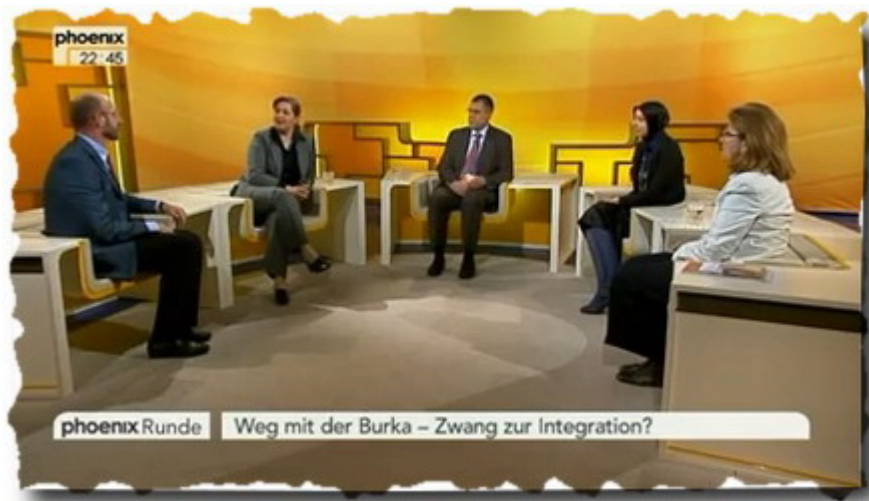 phoenix
22:45
phoenix Runde
Weg mit der Burka – Zwang zur Integration?